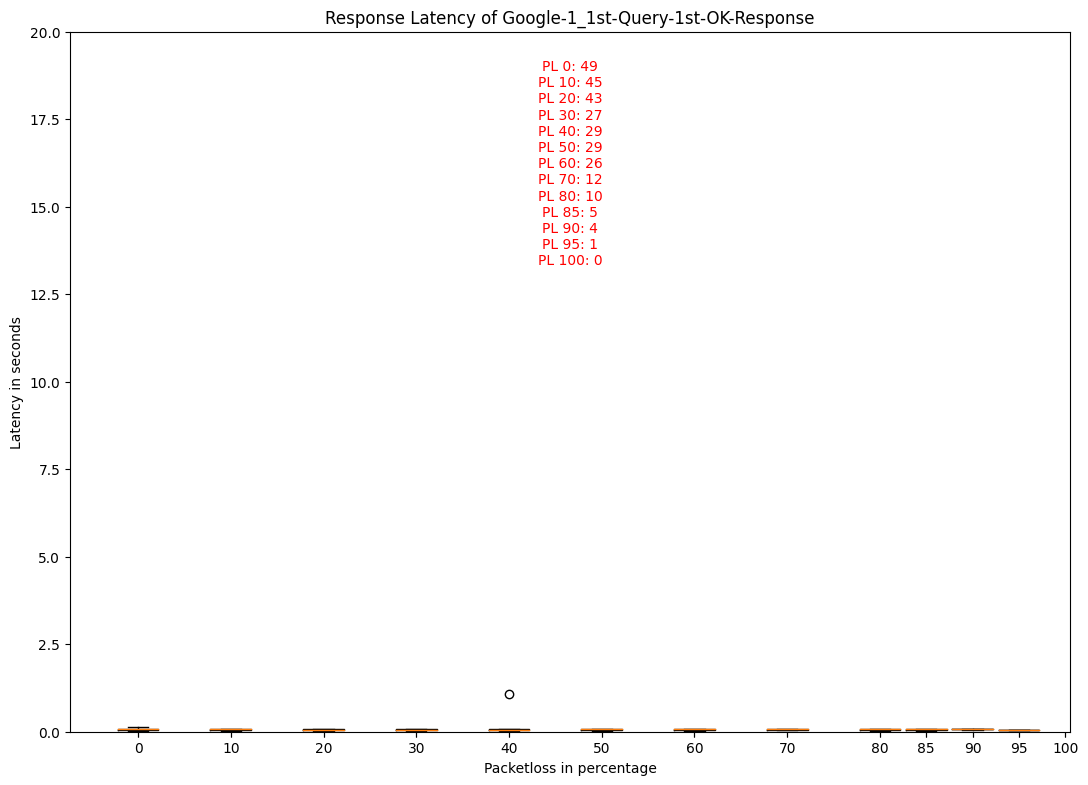 Response Latency of Google-1_1st-Query-1st-OK-Response
20.0
17.5
15.0
12.5
10.0
7.5
5.0
2.5
0.0
Latency in seconds
PL 0: 49
PL 10: 45
PL 20: 43
PL 30: 27
PL 40: 29
PL 50: 29
PL 60: 26
PL 70: 12
PL 80: 10
PL 85: 5
PL 90: 4
PL 95: 1
PL 100: 0
0 10 20 30 40 50 60 70 80 85 90 95 100
Packetloss in percentage